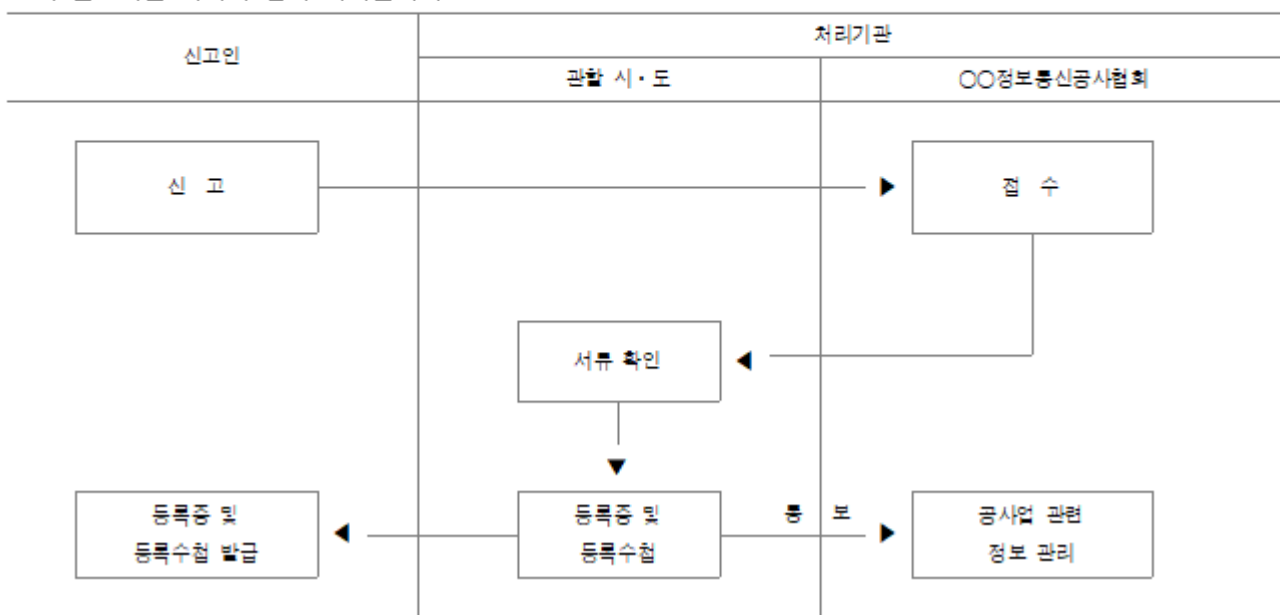 신고인
처리기관
관할 시·도
○○정보통신공사협회
신 고
접 수
서류 확인
등록증 및
등록수첩 발급
등록증 및
등록수첩
통 보
공사업 관련
정보 관리